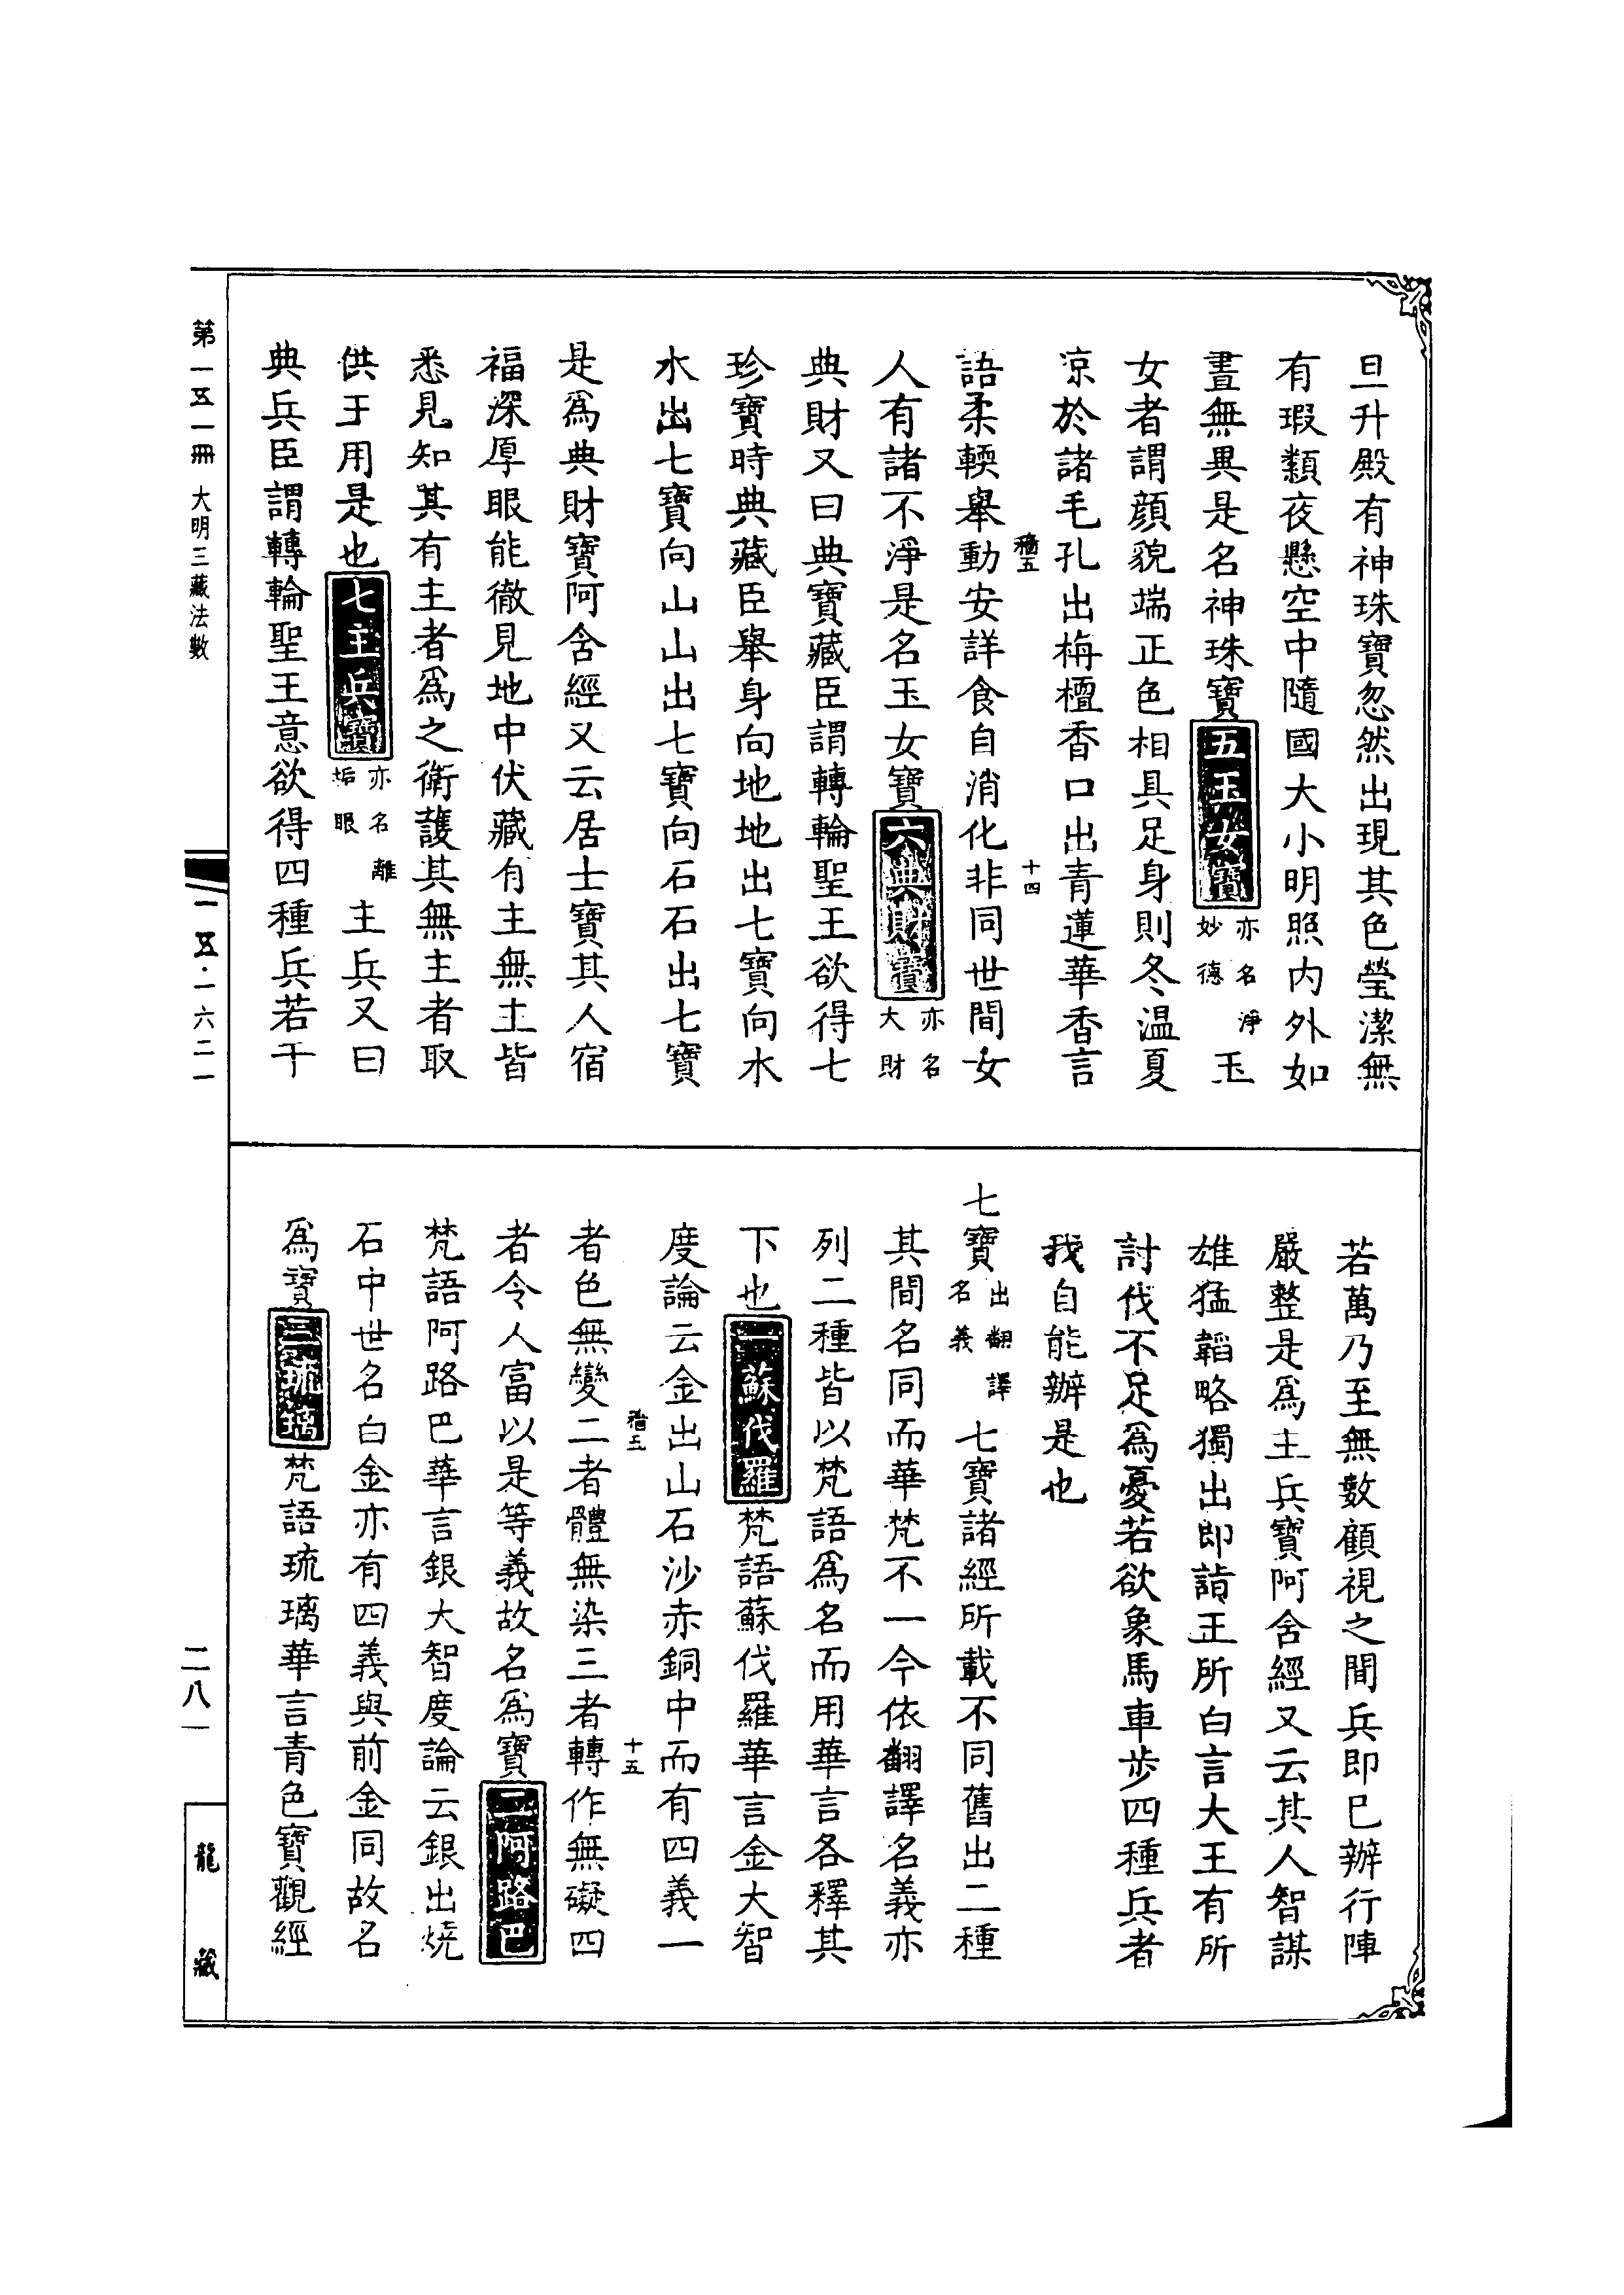 旦升殿有神珠寶忽然出現其色瑩潔無
有瑕纇夜懸空中隨國大小明照内外如
晝無異是名神珠寶五玉女寶亦名淨妙德玉
女者謂顔貌端正色相具足身則冬温夏
凉於諸毛孔出栴檀香口出青蓮華香言
語柔輭舉動安詳食自消化非同世間女
人有諸不淨是名玉女寶六典財寶亦名大財
典財又曰典寶藏臣謂轉輪聖王欲得七
珍寶時典藏臣舉身向地地出七寶向水
水出七寶向山山出七寶向石石出七寶
是爲典財寶阿含經又云居士寶其人宿
福深厚眼能徹見地中伏藏有主無主皆
悉見知其有主者爲之衛護其無主者取
供于用是也七主兵寶亦名離垢眼主兵又曰
典兵臣謂轉輪聖王意欲得四種兵若干
若萬乃至無數顧視之間兵即已辦行陣
嚴整是爲主兵寶阿含經又云其人智謀
雄猛韜略獨出即詣王所白言大王有所
討伐不足爲憂若欲象馬車步四種兵者
我自能辦是也
七寶出翻譯名義七寶諸經所載不同舊出二種
其間名同而華梵不一今依翻譯名義亦
列二種皆以梵語爲名而用華言各釋其
下也一蘇伐羅梵語蘇伐羅華言金大智
度論云金出山石沙赤銅中而有四義一
者色無變二者體無染三者轉作無礙四
者令人富以是等義故名爲寶二阿路巴
梵語阿路巴華言銀大智度論云銀出燒
石中世名白金亦有四義與前金同故名
爲寶三琉璃梵語琉璃華言青色寶觀經
十四
十五
第一五一冊 大明三藏法數
一五·一六二一
二八一
龍藏